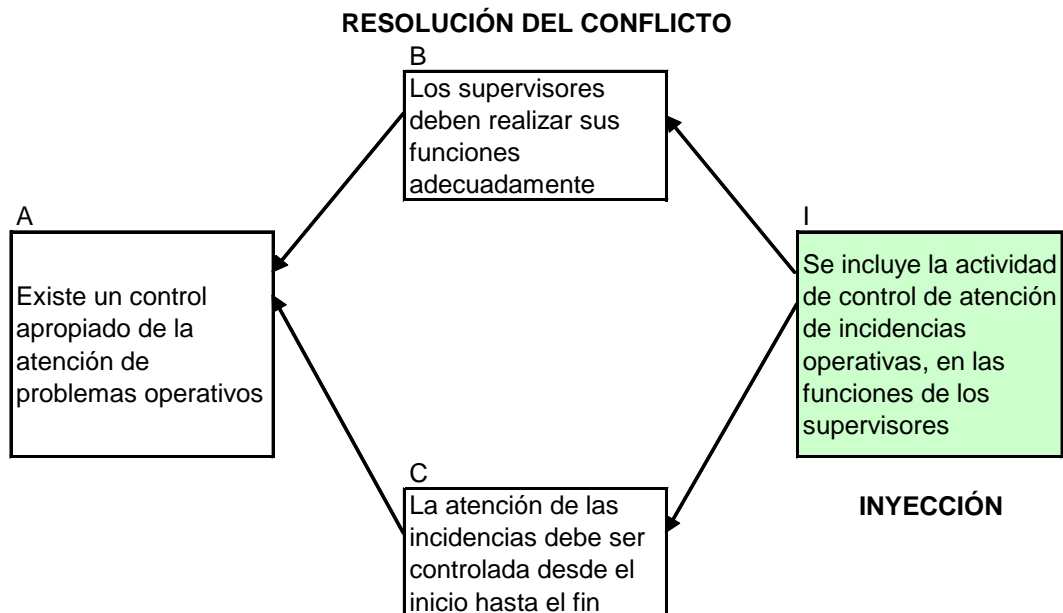 RESOLUCIÓN DEL CONFLICTO
B
Los supervisores
deben realizar sus
funciones
adecuadamente
A
Existe un control
apropiado de la
atención de
problemas operativos
I
Se incluye la actividad
de control de atención
de incidencias
operativas, en las
funciones de los
supervisores
INYECCIÓN
C
La atención de las
incidencias debe ser
controlada desde el
inicio hasta el fin